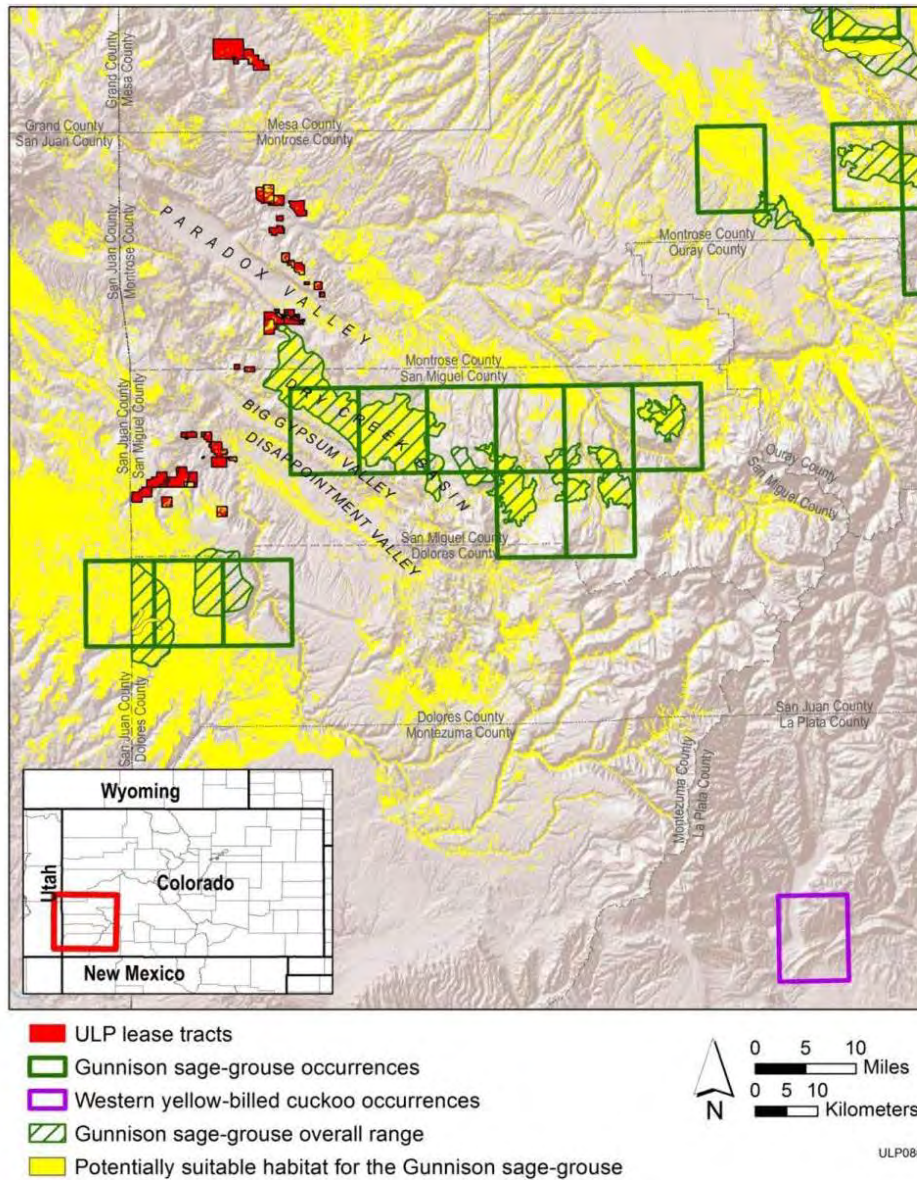 Grand County
Mesa County
Grand County
San Juan County
Mesa County
Montrose County
PARADOX VALLEY
San Juan County
Montrose County
Montrose County
Ouray County
Montrose County
San Miguel County
San Juan County
San Miguel County
DRY CREEK BASIN
BIG GYPSUM VALLEY
DISAPPOINTMENT VALLEY
Ouray County
San Miguel County
San Miguel County
Dolores County
San Juan County
Dolores County
Dolores County
Montezuma County
San Juan County
La Plata County
Montezuma County
La Plata County
Wyoming
Utah
Colorado
New Mexico
ULP lease tracts
Gunnison sage-grouse occurrences
Western yellow-billed cuckoo occurrences
Gunnison sage-grouse overall range
Potentially suitable habitat for the Gunnison sage-grouse
N
0 5 10
Miles
0 5 10
Kilometers
ULP08